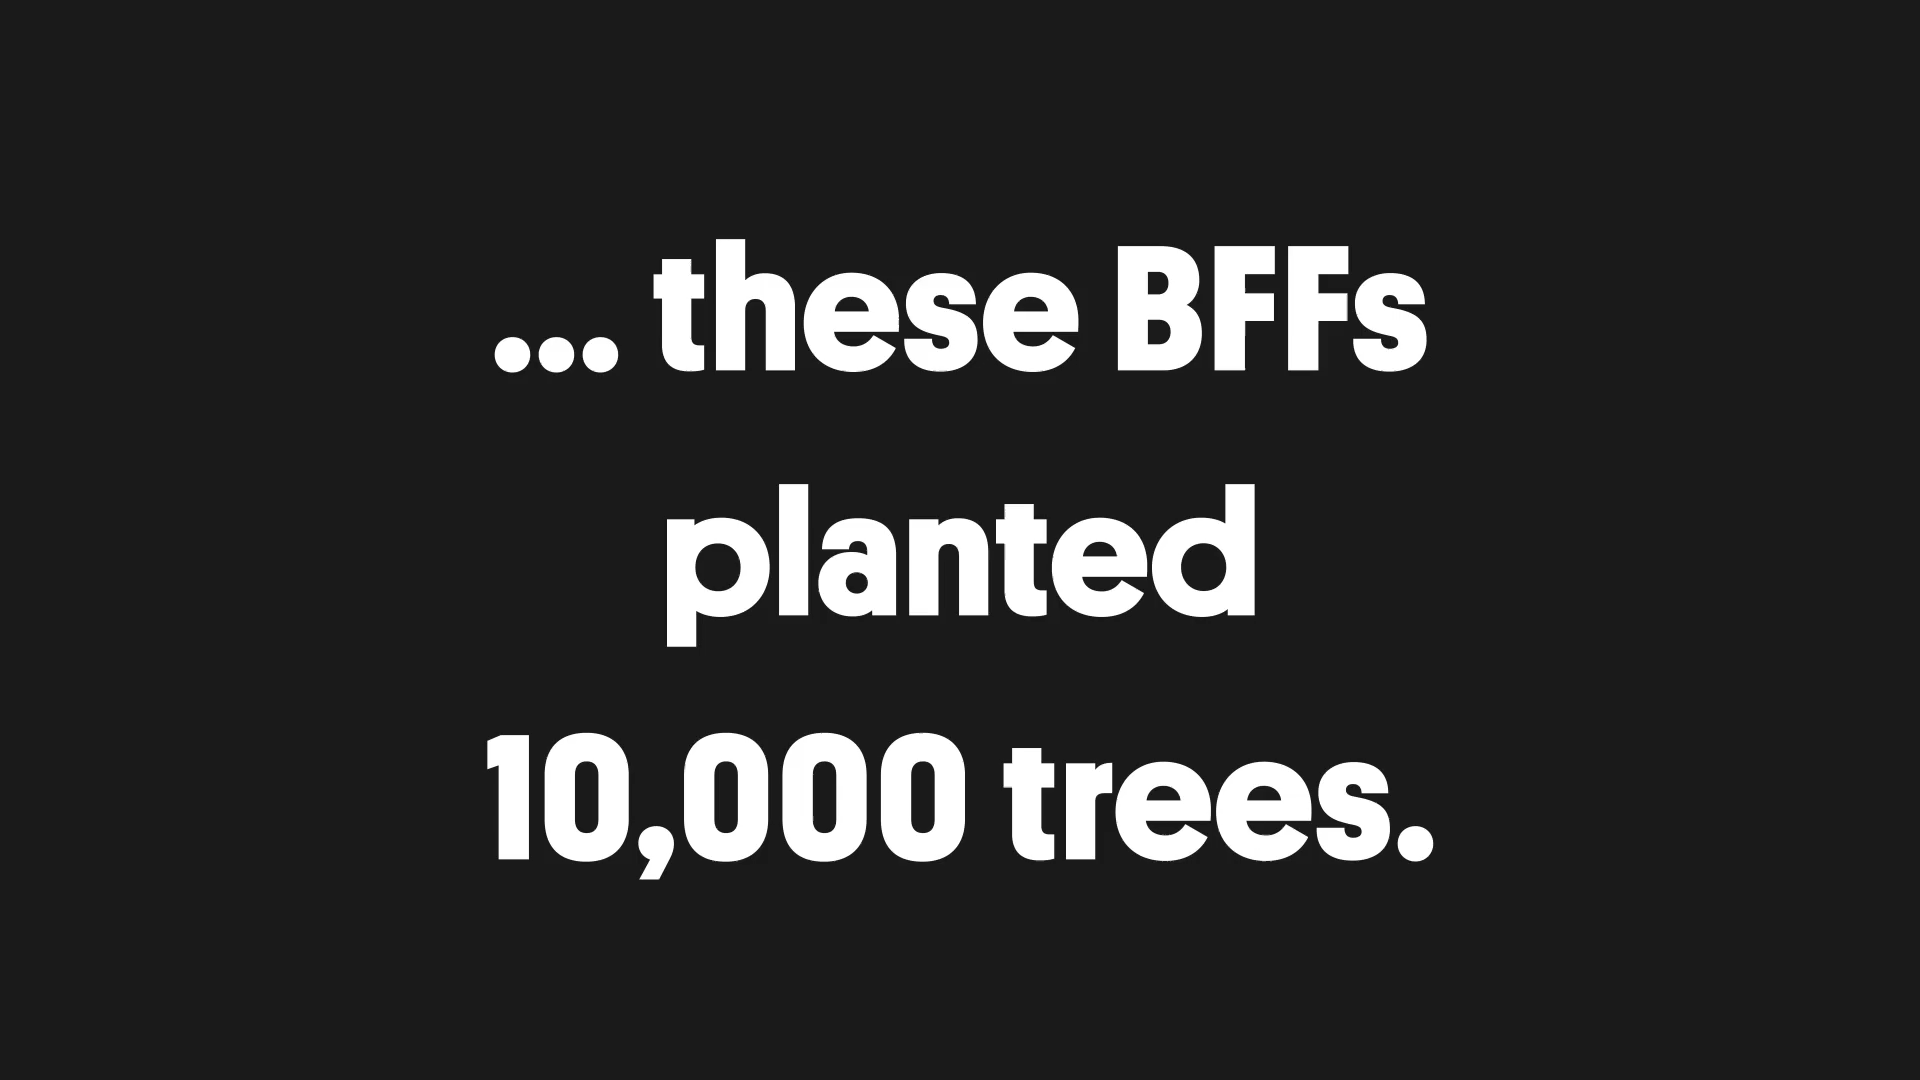 ... these BFFs
planted
10,000 trees.